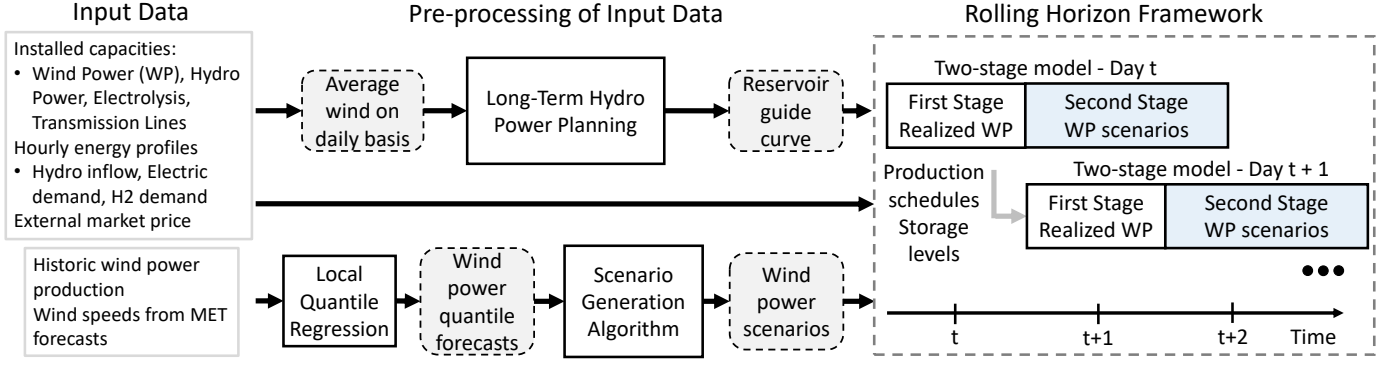 Input Data
Installed capacities:
• Wind Power (WP), Hydro
Power, Electrolysis,
Transmission Lines
Hourly energy profiles
• Hydro inflow, Electric
demand, H2 demand
External market price
Historic wind power
production
Wind speeds from MET
forecasts
Pre-processing of Input Data
Average
wind on
daily basis
Long-Term Hydro
Power Planning
Reservoir
guide
curve
Local
Quantile
Regression
Wind
power
quantile
forecasts
Scenario
Generation
Algorithm
Wind
power
scenarios
Rolling Horizon Framework
Two-stage model - Day t
First Stage
Realized WP
Second Stage
WP scenarios
Production
schedules
Storage
levels
Two-stage model - Day t + 1
First Stage
Realized WP
Second Stage
WP scenarios
•••
t
t+1
t+2
Time